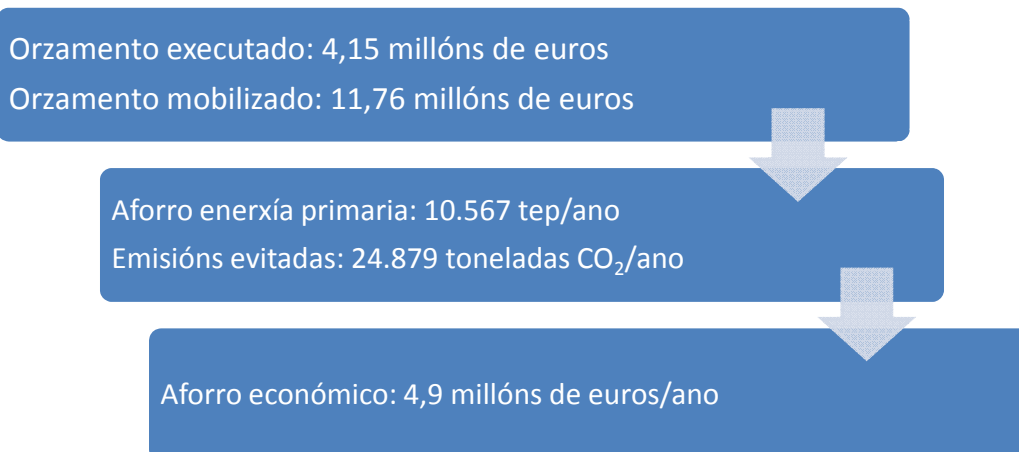 Orzamento executado: 4,15 millóns de euros
Orzamento mobilizado: 11,76 millóns de euros
Aforro enerxía primaria: 10.567 tep/ano
Emisións evitadas: 24.879 toneladas CO₂/ano
Aforro económico: 4,9 millóns de euros/ano